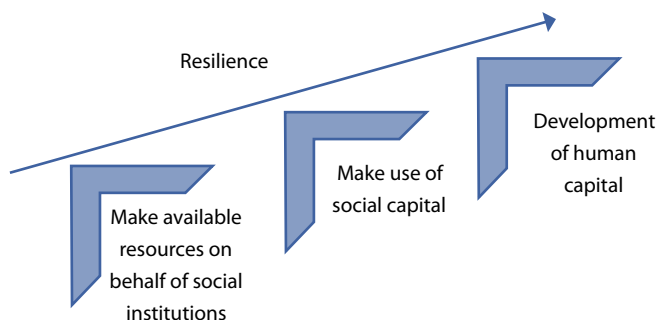 Resilience
Make available
resources on
behalf of social
institutions
Make use of
social capital
Development
of human
capital